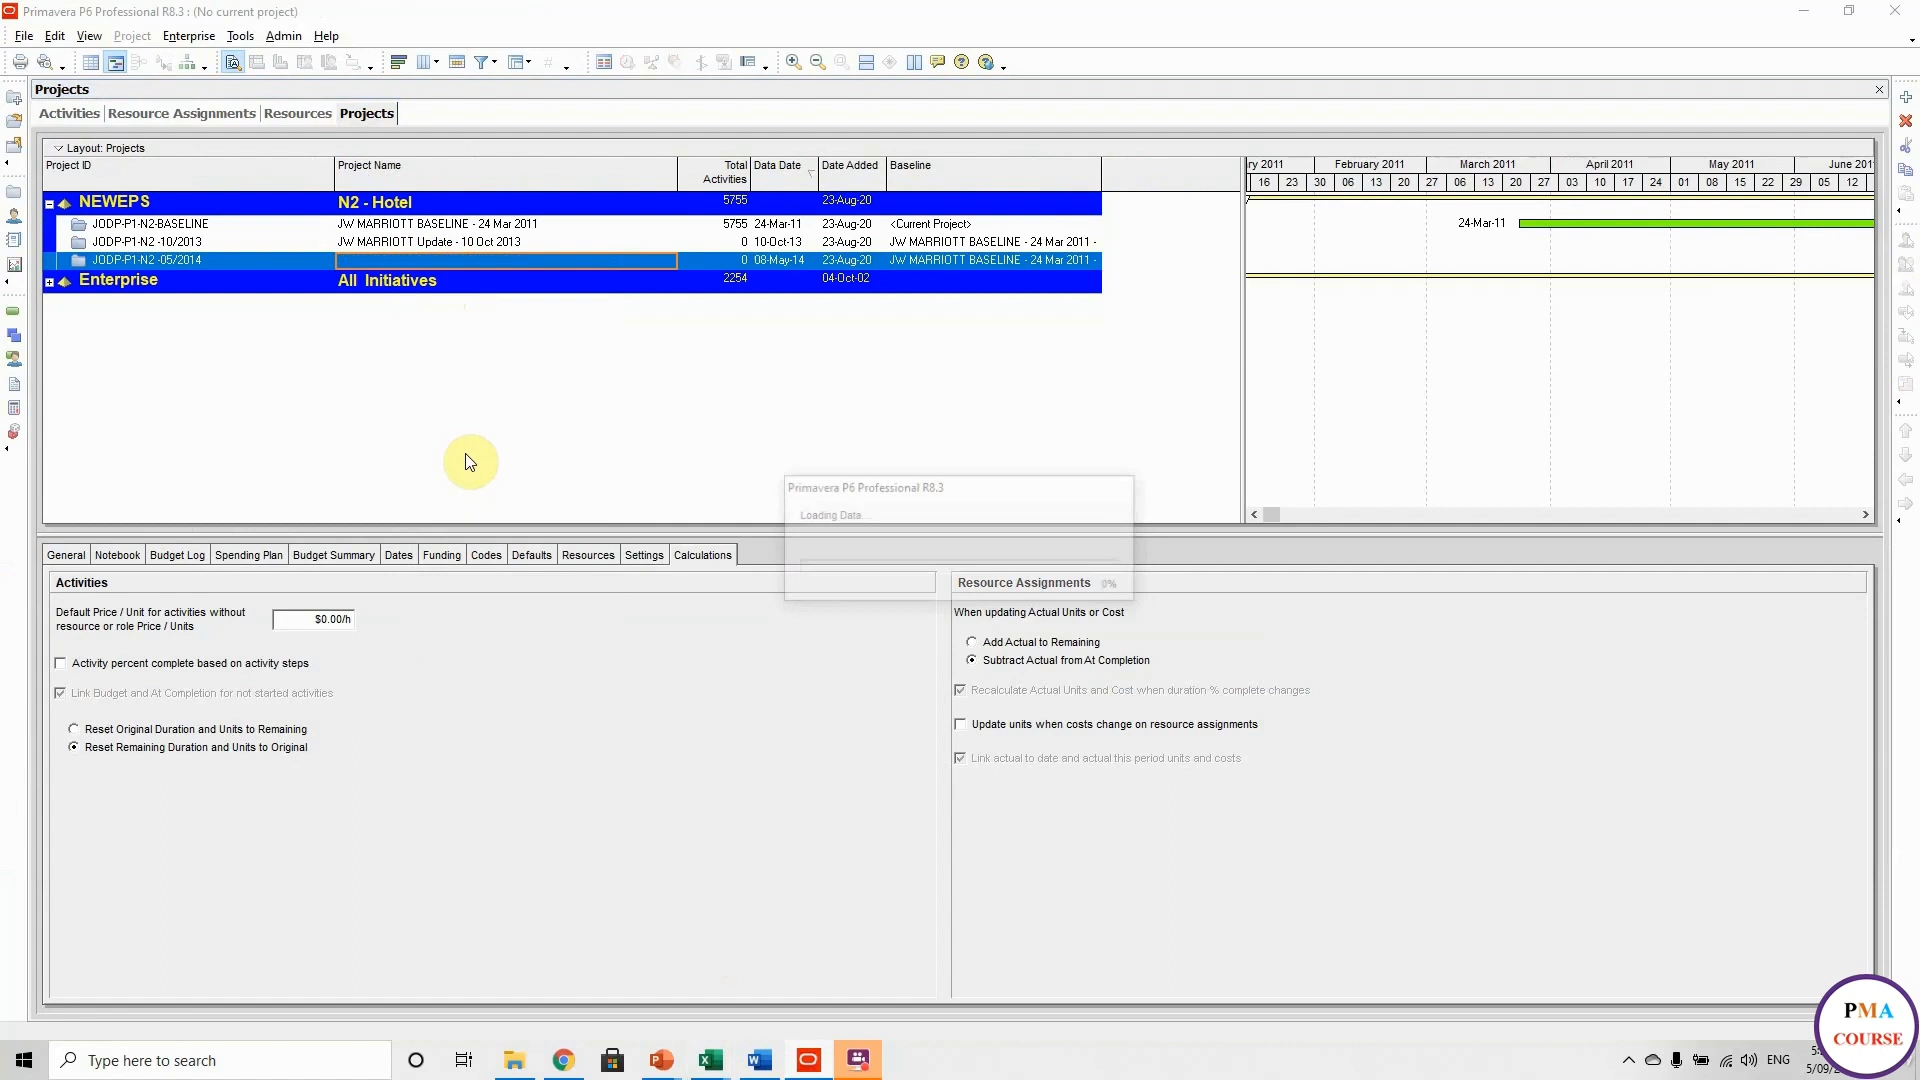 Primavera P6 Professional R8.3 : (No current project)
File Edit View Project Enterprise Tools Admin Help
Projects
Activities Resource Assignments Resources Projects
Layout: Projects
Project ID Project Name Total Activities Data Date Date Added Baseline
NEWEPS N2 - Hotel 5755 23-Aug-20
JODP-P1-N2-BASELINE JW MARRIOTT BASELINE - 24 Mar 2011 5755 24-Mar-11 23-Aug-20 <Current Project>
JODP-P1-N2 -10/2013 JW MARRIOTT Update - 10 Oct 2013 0 10-Oct-13 23-Aug-20 JW MARRIOTT BASELINE - 24 Mar 2011 -
JODP-P1-N2 -05/2014 0 08-May-14 23-Aug-20 JW MARRIOTT BASELINE - 24 Mar 2011 -
Enterprise All Initiatives 2254 04-Oct-02
ry 2011 February 2011 March 2011 April 2011 May 2011 June 201
16 23 30 06 13 20 27 06 13 20 27 03 10 17 24 01 08 15 22 29 05 12
24-Mar-11
Primavera P6 Professional R8.3
Loading Data...
0%
General Notebook Budget Log Spending Plan Budget Summary Dates Funding Codes Defaults Resources Settings Calculations
Activities
Default Price / Unit for activities without
resource or role Price / Units
$0.00/h
Activity percent complete based on activity steps
Link Budget and At Completion for not started activities
Reset Original Duration and Units to Remaining
Reset Remaining Duration and Units to Original
Resource Assignments
When updating Actual Units or Cost
Add Actual to Remaining
Subtract Actual from At Completion
Recalculate Actual Units and Cost when duration % complete changes
Update units when costs change on resource assignments
Link actual to date and actual this period units and costs
PMA
COURSE
Type here to search
ENG
5/09/2